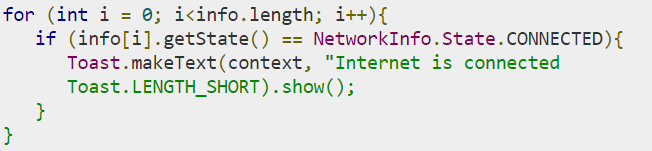 for (int i = 0; i<info.length; i++){
   if (info[i].getState() == NetworkInfo.State.CONNECTED){
      Toast.makeText(context, "Internet is connected
      Toast.LENGTH_SHORT).show();
   }
}